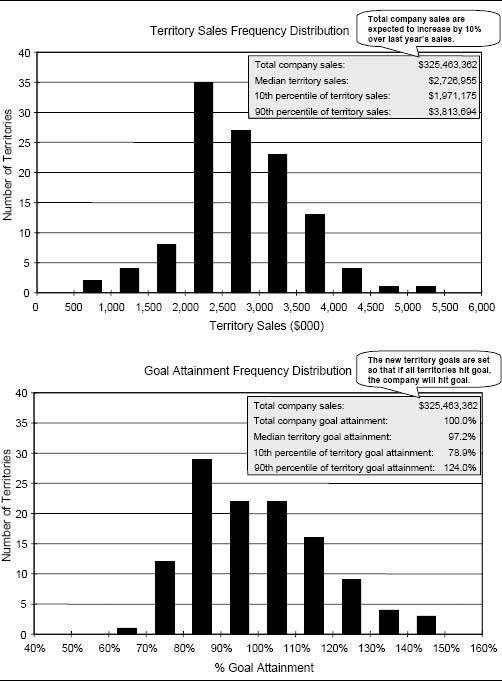 Territory Sales Frequency Distribution
Total company sales are
expected to increase by 10%
over last year's sales.
Total company sales: $325,463,362
Median territory sales: $2,726,955
10th percentile of territory sales: $1,971,175
90th percentile of territory sales: $3,813,694
Number of Territories
40
35
30
25
20
15
10
5
0
0 500 1,000 1,500 2,000 2,500 3,000 3,500 4,000 4,500 5,000 5,500 6,000
Territory Sales ($000)
Goal Attainment Frequency Distribution
The new territory goals are set
so that if all territories hit goal,
the company will hit goal.
Total company sales: $325,463,362
Total company goal attainment: 100.0%
Median territory goal attainment: 97.2%
10th percentile of territory goal attainment: 78.9%
90th percentile of territory goal attainment: 124.0%
Number of Territories
40
35
30
25
20
15
10
5
0
40% 50% 60% 70% 80% 90% 100% 110% 120% 130% 140% 150% 160%
% Goal Attainment